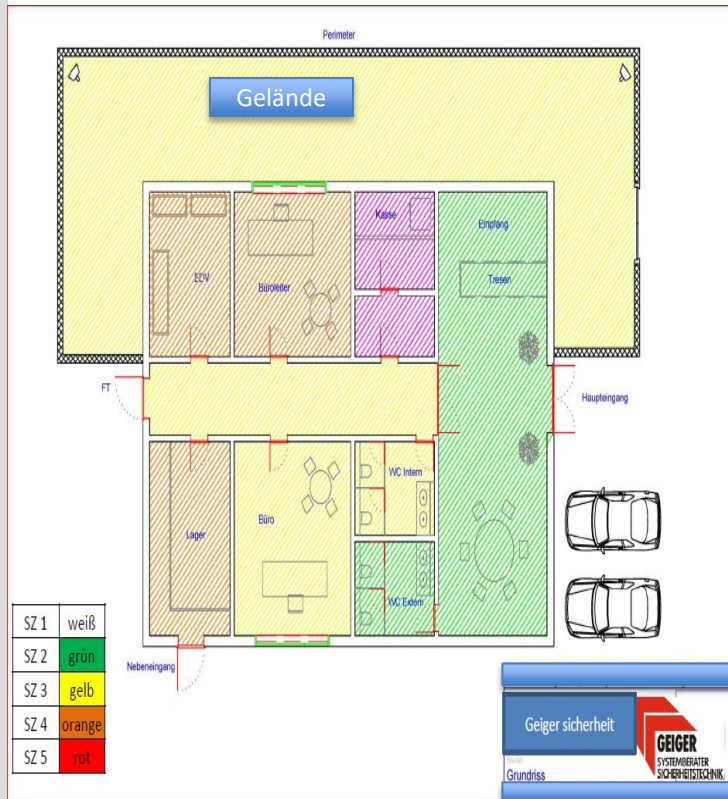 Perimeter
Gelände
Kasse
Empfang
EDV
Büroleiter
Tresen
FT
Haupteingang
WC Intern
Büro
Lager
WC Extern
Nebeneingang
SZ 1 weiß
SZ 2 grün
SZ 3 gelb
SZ 4 orange
SZ 5 rot
Geiger sicherheit
GEIGER
SYSTEMBERATER
SICHERHEITSTECHNIK
Grundriss